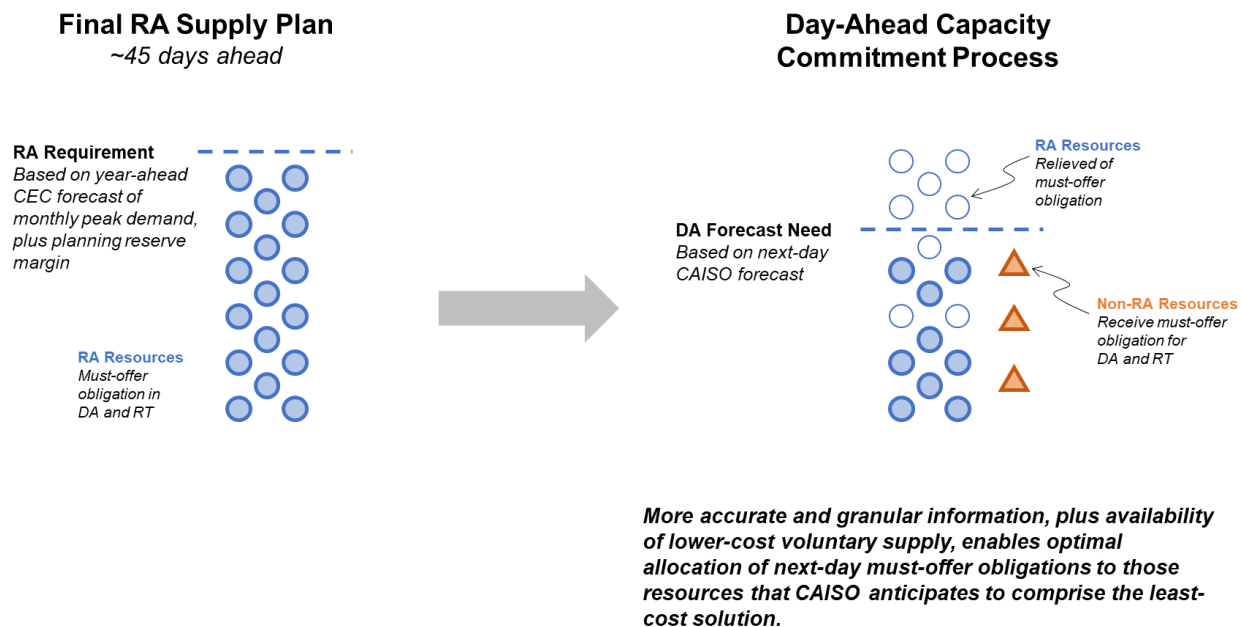 Final RA Supply Plan
~45 days ahead
RA Requirement
Based on year-ahead
CEC forecast of
monthly peak demand,
plus planning reserve
margin
RA Resources
Must-offer
obligation in
DA and RT
Day-Ahead Capacity
Commitment Process
RA Resources
Relieved of
must-offer
obligation
DA Forecast Need
Based on next-day
CAISO forecast
Non-RA Resources
Receive must-offer
obligation for
DA and RT
More accurate and granular information, plus availability
of lower-cost voluntary supply, enables optimal
allocation of next-day must-offer obligations to those
resources that CAISO anticipates to comprise the least-
cost solution.